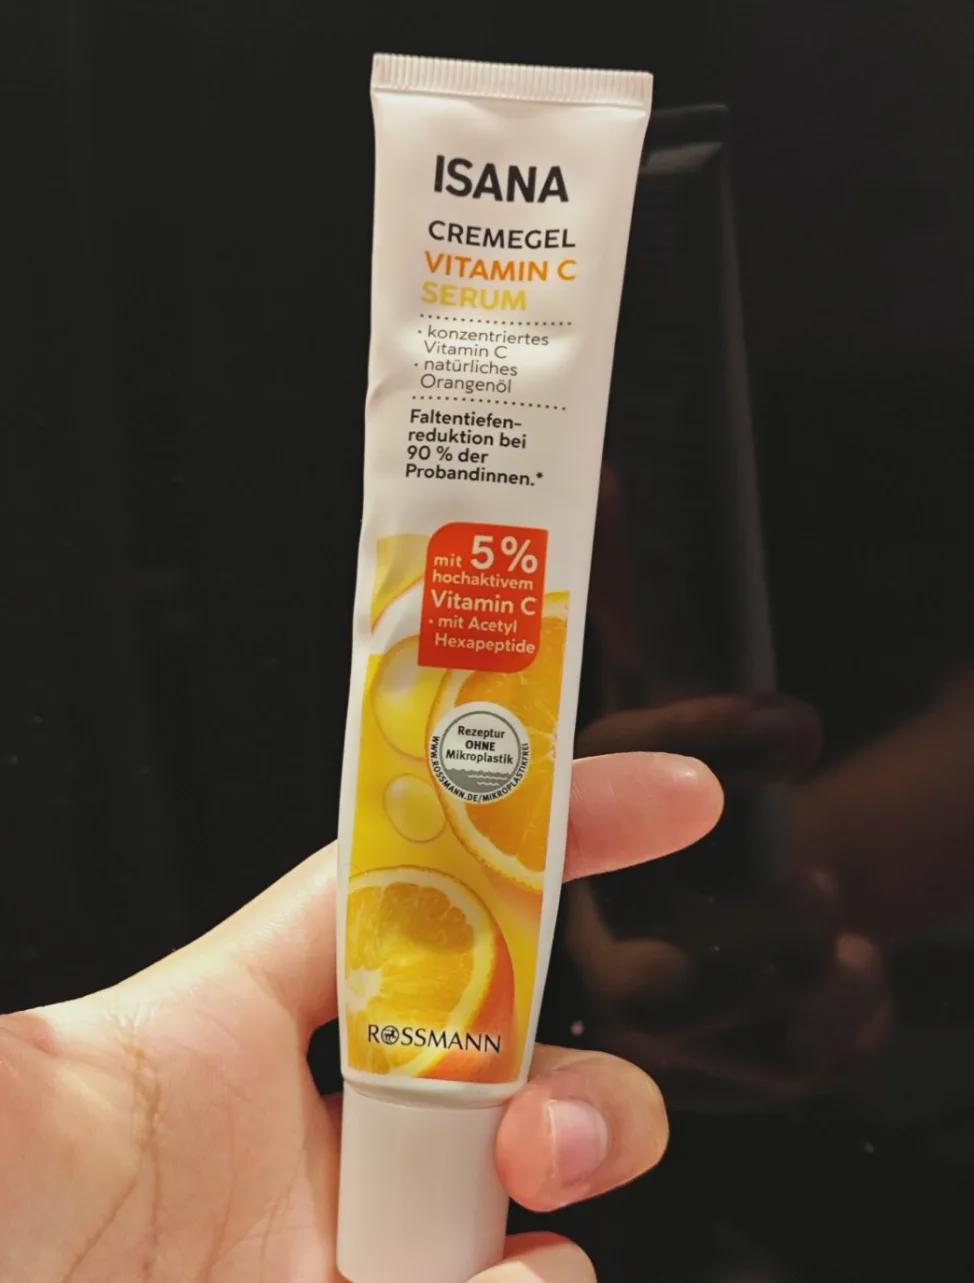 ISANA
CREMEGEL
VITAMIN C
SERUM
· konzentriertes
Vitamin C
· natürliches
Orangenöl
Faltentiefen-
reduktion bei
90 % der
Probandinnen.*
mit 5%
hochaktivem
Vitamin C
· mit Acetyl
Hexapeptide
Rezeptur
OHNE
Mikroplastik
WWW.ROSSMANN.DE/MIKROPLASTIKFREI
ROSSMANN